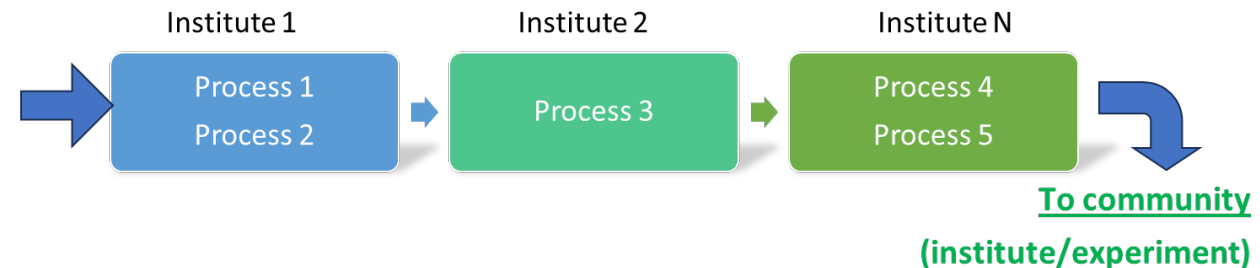 Institute 1
Institute 2
Institute N
Process 1
Process 2
Process 3
Process 4
Process 5
To community
(institute/experiment)